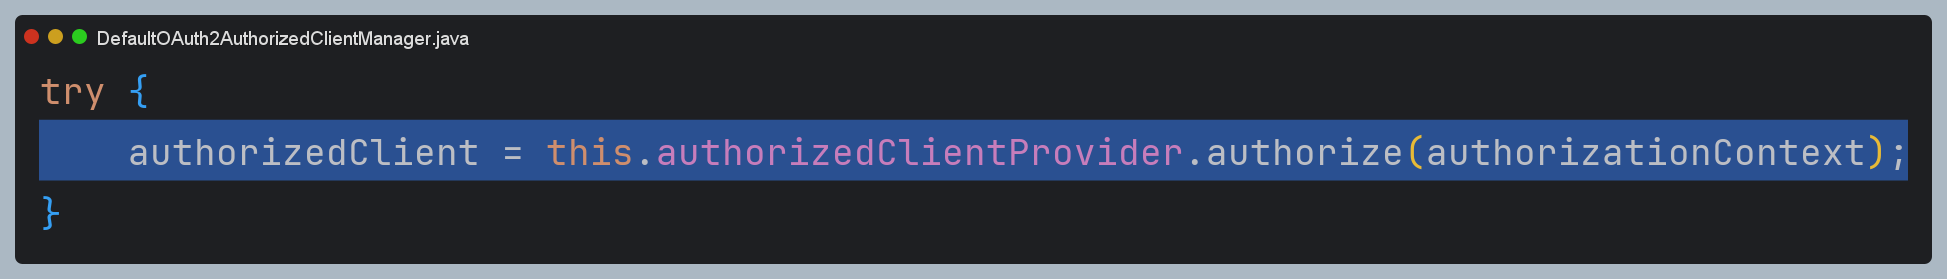 DefaultOAuth2AuthorizedClientManager.java
try {
    authorizedClient = this.authorizedClientProvider.authorize(authorizationContext);
}